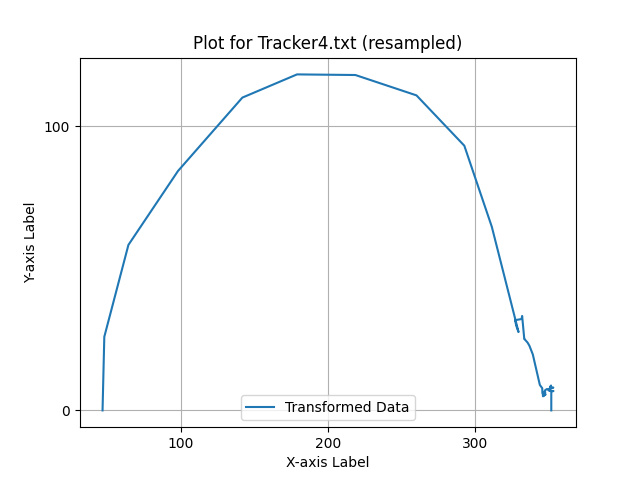 Plot for Tracker4.txt (resampled)
Y-axis Label
100
0
Transformed Data
100
200
300
X-axis Label